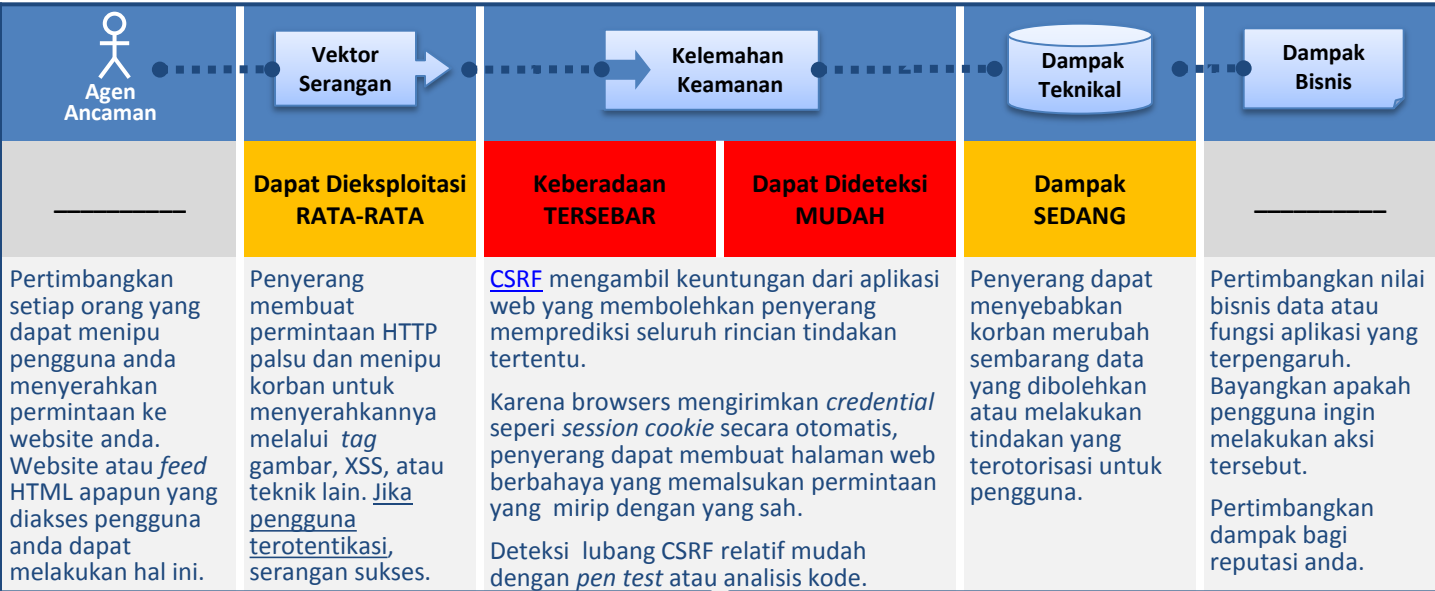 Agen
Ancaman
Vektor
Serangan
Kelemahan
Keamanan
Dampak
Teknikal
Dampak
Bisnis
__________
Dapat Dieksploitasi
RATA-RATA
Keberadaan
TERSEBAR
Dapat Dideteksi
MUDAH
Dampak
SEDANG
__________
Pertimbangkan
setiap orang yang
dapat menipu
pengguna anda
menyerahkan
permintaan ke
website anda.
Website atau feed
HTML apapun yang
diakses pengguna
anda dapat
melakukan hal ini.
Penyerang
membuat
permintaan HTTP
palsu dan menipu
korban untuk
menyerahkannya
melalui tag
gambar, XSS, atau
teknik lain. Jika
pengguna
terotentikasi,
serangan sukses.
CSRF mengambil keuntungan dari aplikasi
web yang membolehkan penyerang
memprediksi seluruh rincian tindakan
tertentu.
Karena browsers mengirimkan credential
seperi session cookie secara otomatis,
penyerang dapat membuat halaman web
berbahaya yang memalsukan permintaan
yang mirip dengan yang sah.
Deteksi lubang CSRF relatif mudah
dengan pen test atau analisis kode.
Penyerang dapat
menyebabkan
korban merubah
sembarang data
yang dibolehkan
atau melakukan
tindakan yang
terotorisasi untuk
pengguna.
Pertimbangkan nilai
bisnis data atau
fungsi aplikasi yang
terpengaruh.
Bayangkan apakah
pengguna ingin
melakukan aksi
tersebut.
Pertimbangkan
dampak bagi
reputasi anda.